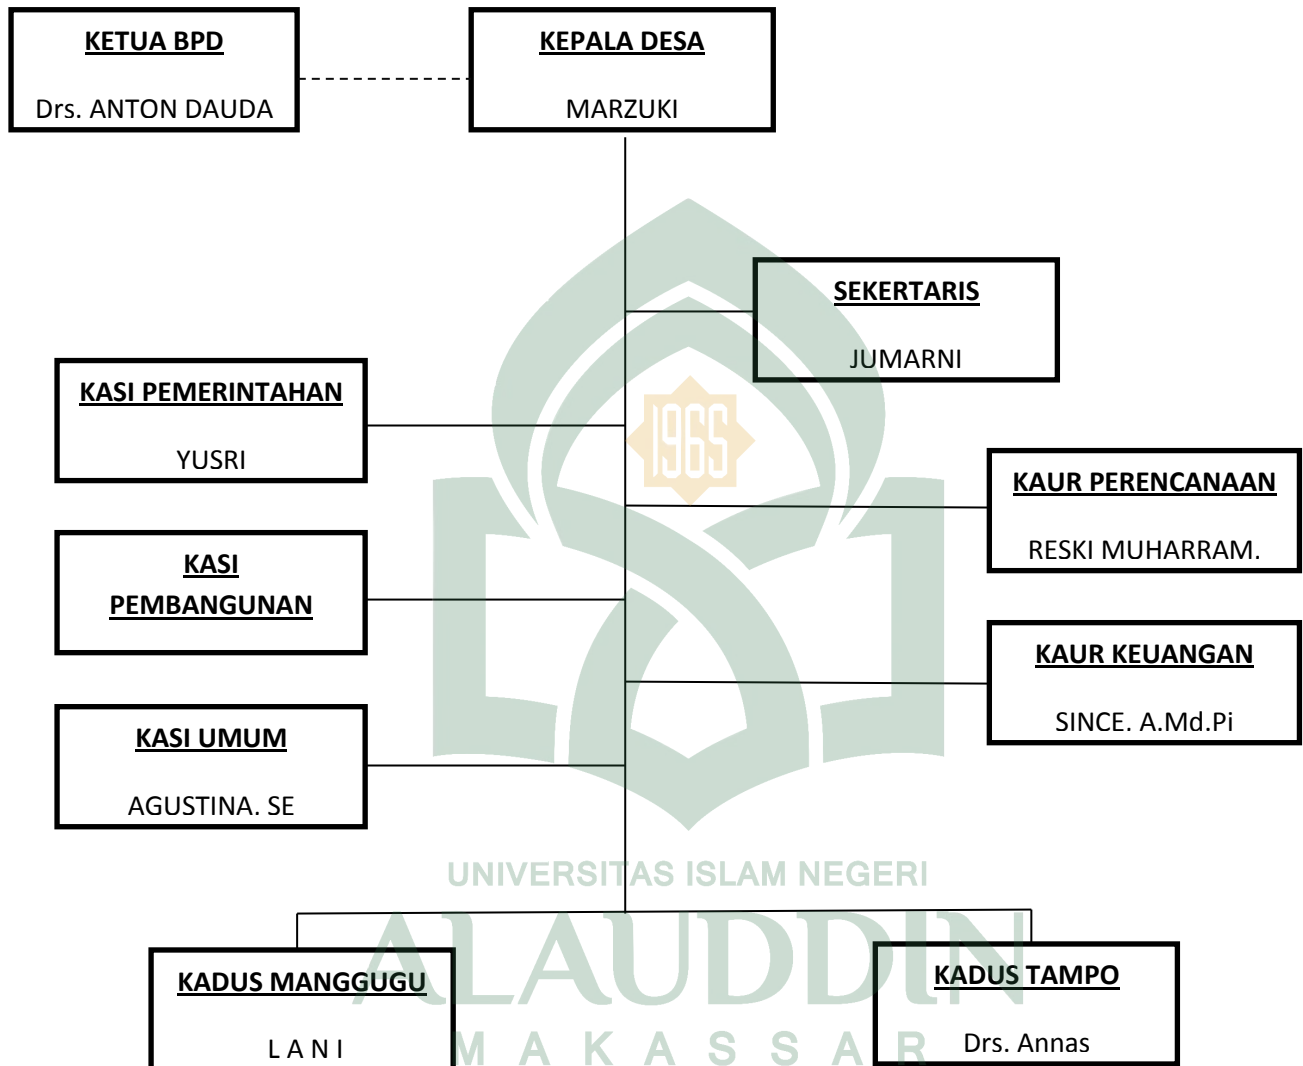 KETUA BPD
Drs. ANTON DAUDA
KEPALA DESA
MARZUKI
SEKERTARIS
JUMARNI
KASI PEMERINTAHAN
YUSRI
1965
KAUR PERENCANAAN
RESKI MUHARRAM.
KASI
PEMBANGUNAN
KAUR KEUANGAN
SINCE. A.Md.Pi
KASI UMUM
AGUSTINA. SE
UNIVERSITAS ISLAM NEGERI
ALAUDDIN
MAKASSAR
KADUS MANGGUGU
L A N I
KADUS TAMPO
Drs. Annas